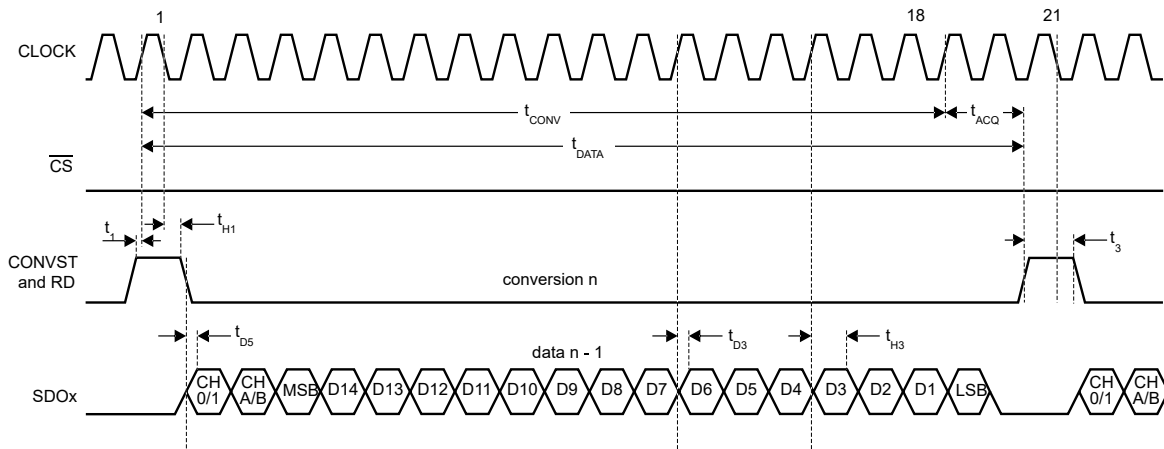 1 18 21
CLOCK
tCONV tACQ
tDATA
CS
t1 tH1 t3
CONVST
and RD
conversion n
tD5 tD3 tH3
data n - 1
SDOx
CH 0/1 CH A/B MSB D14 D13 D12 D11 D10 D9 D8 D7 D6 D5 D4 D3 D2 D1 LSB CH 0/1 CH A/B